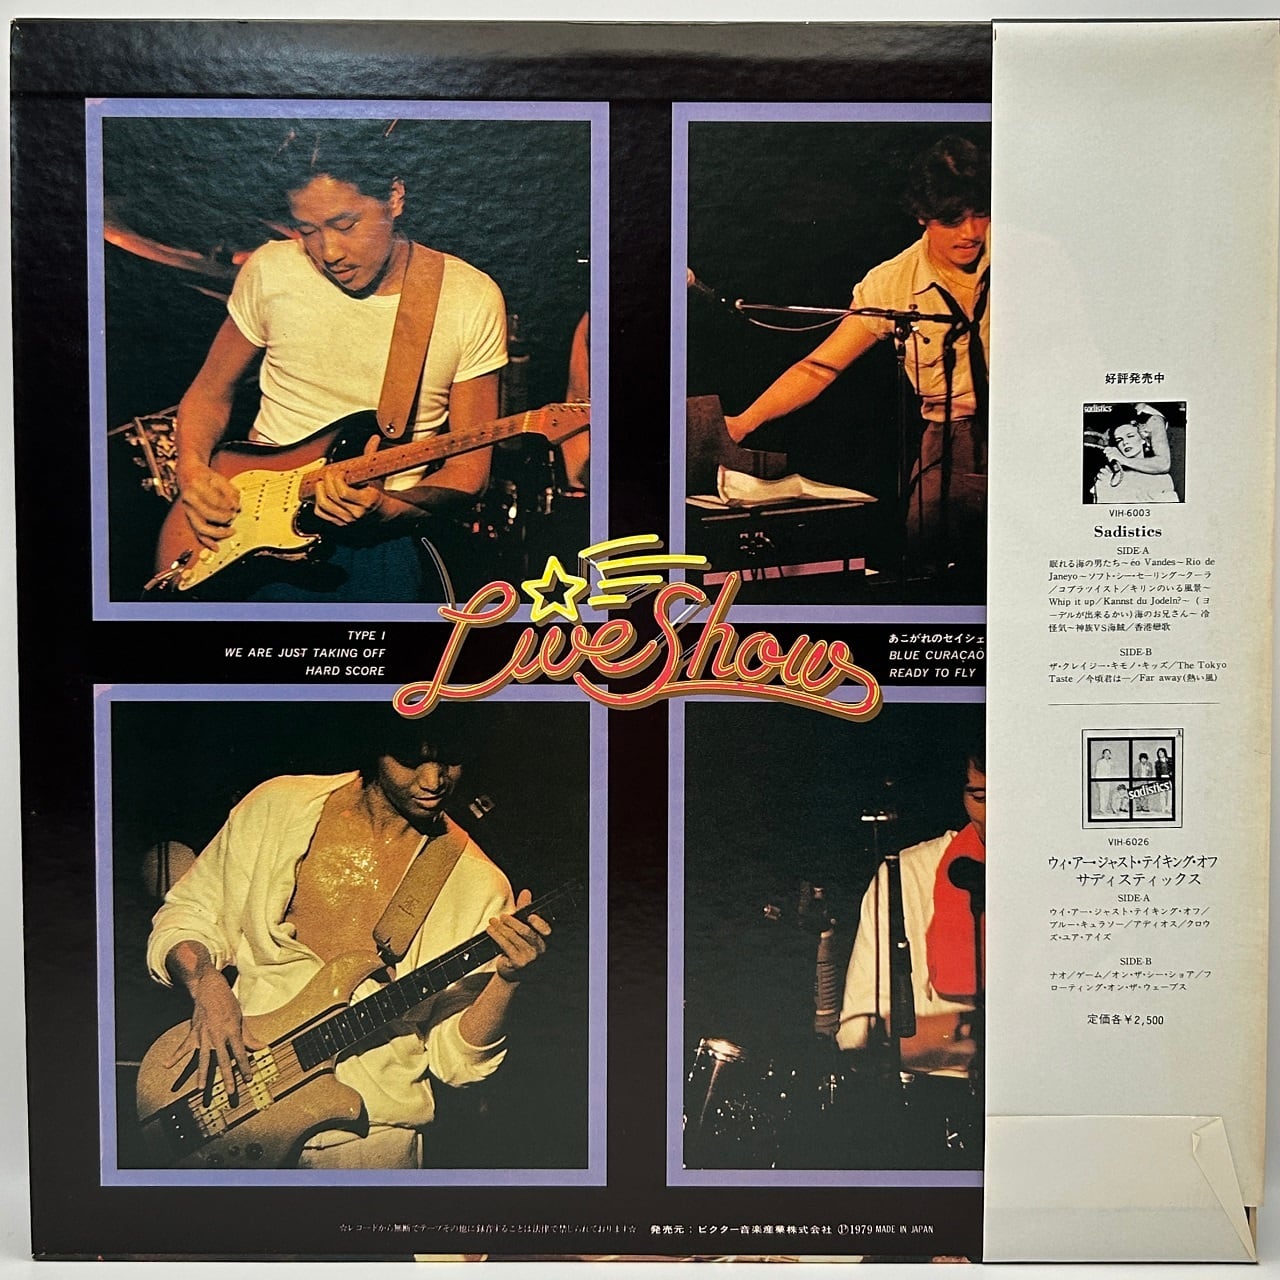 好評発売中
sadistics
VIH-6003
Sadistics
SIDE-A
眠れる海の男たち〜éo Vandes〜Rio de
Janeyo〜ソフト・シー・セーリング〜クーラ
／コブラツイスト／キリンのいる風景〜
Whip it up／Kannst du Jodeln?〜（ヨ
ーデルが出来るかい)海のお兄さん〜 冷
怪気〜神族VS海賊／香港戀歌
SIDE-B
ザ・クレイジー・キモノ・キッズ／The Tokyo
Taste ／今頃君は—／Far away(熱い風)
sadistics
VIH-6026
ウィ・アー・ジャスト・テイキング・オフ
サディスティックス
SIDE-A
ウイ・アー・ジャスト・テイキング・オフ／
ブルー・キュラソー／アディオス／クロウ
ズ・ユア・アイズ
SIDE-B
ナオ／ゲーム／オン・ザ・シー・ショア／フ
ローティング・オン・ザ・ウェーブス
定価各￥2,500
Live Show
TYPE I
WE ARE JUST TAKING OFF
HARD SCORE
あこがれのセイシェ
BLUE CURAÇAO
READY TO FLY
☆レコードから無断でテープその他に録音することは法律で禁じられております☆ 発売元：ビクター音楽産業株式会社 Ⓟ1979 MADE IN JAPAN